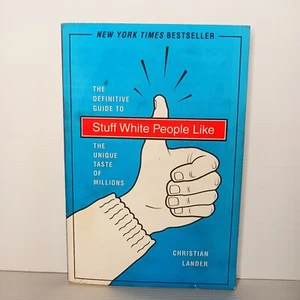 NEW YORK TIMES BESTSELLER
THE
DEFINITIVE
GUIDE TO
Stuff White People Like
THE
UNIQUE
TASTE
OF
MILLIONS
CHRISTIAN
LANDER